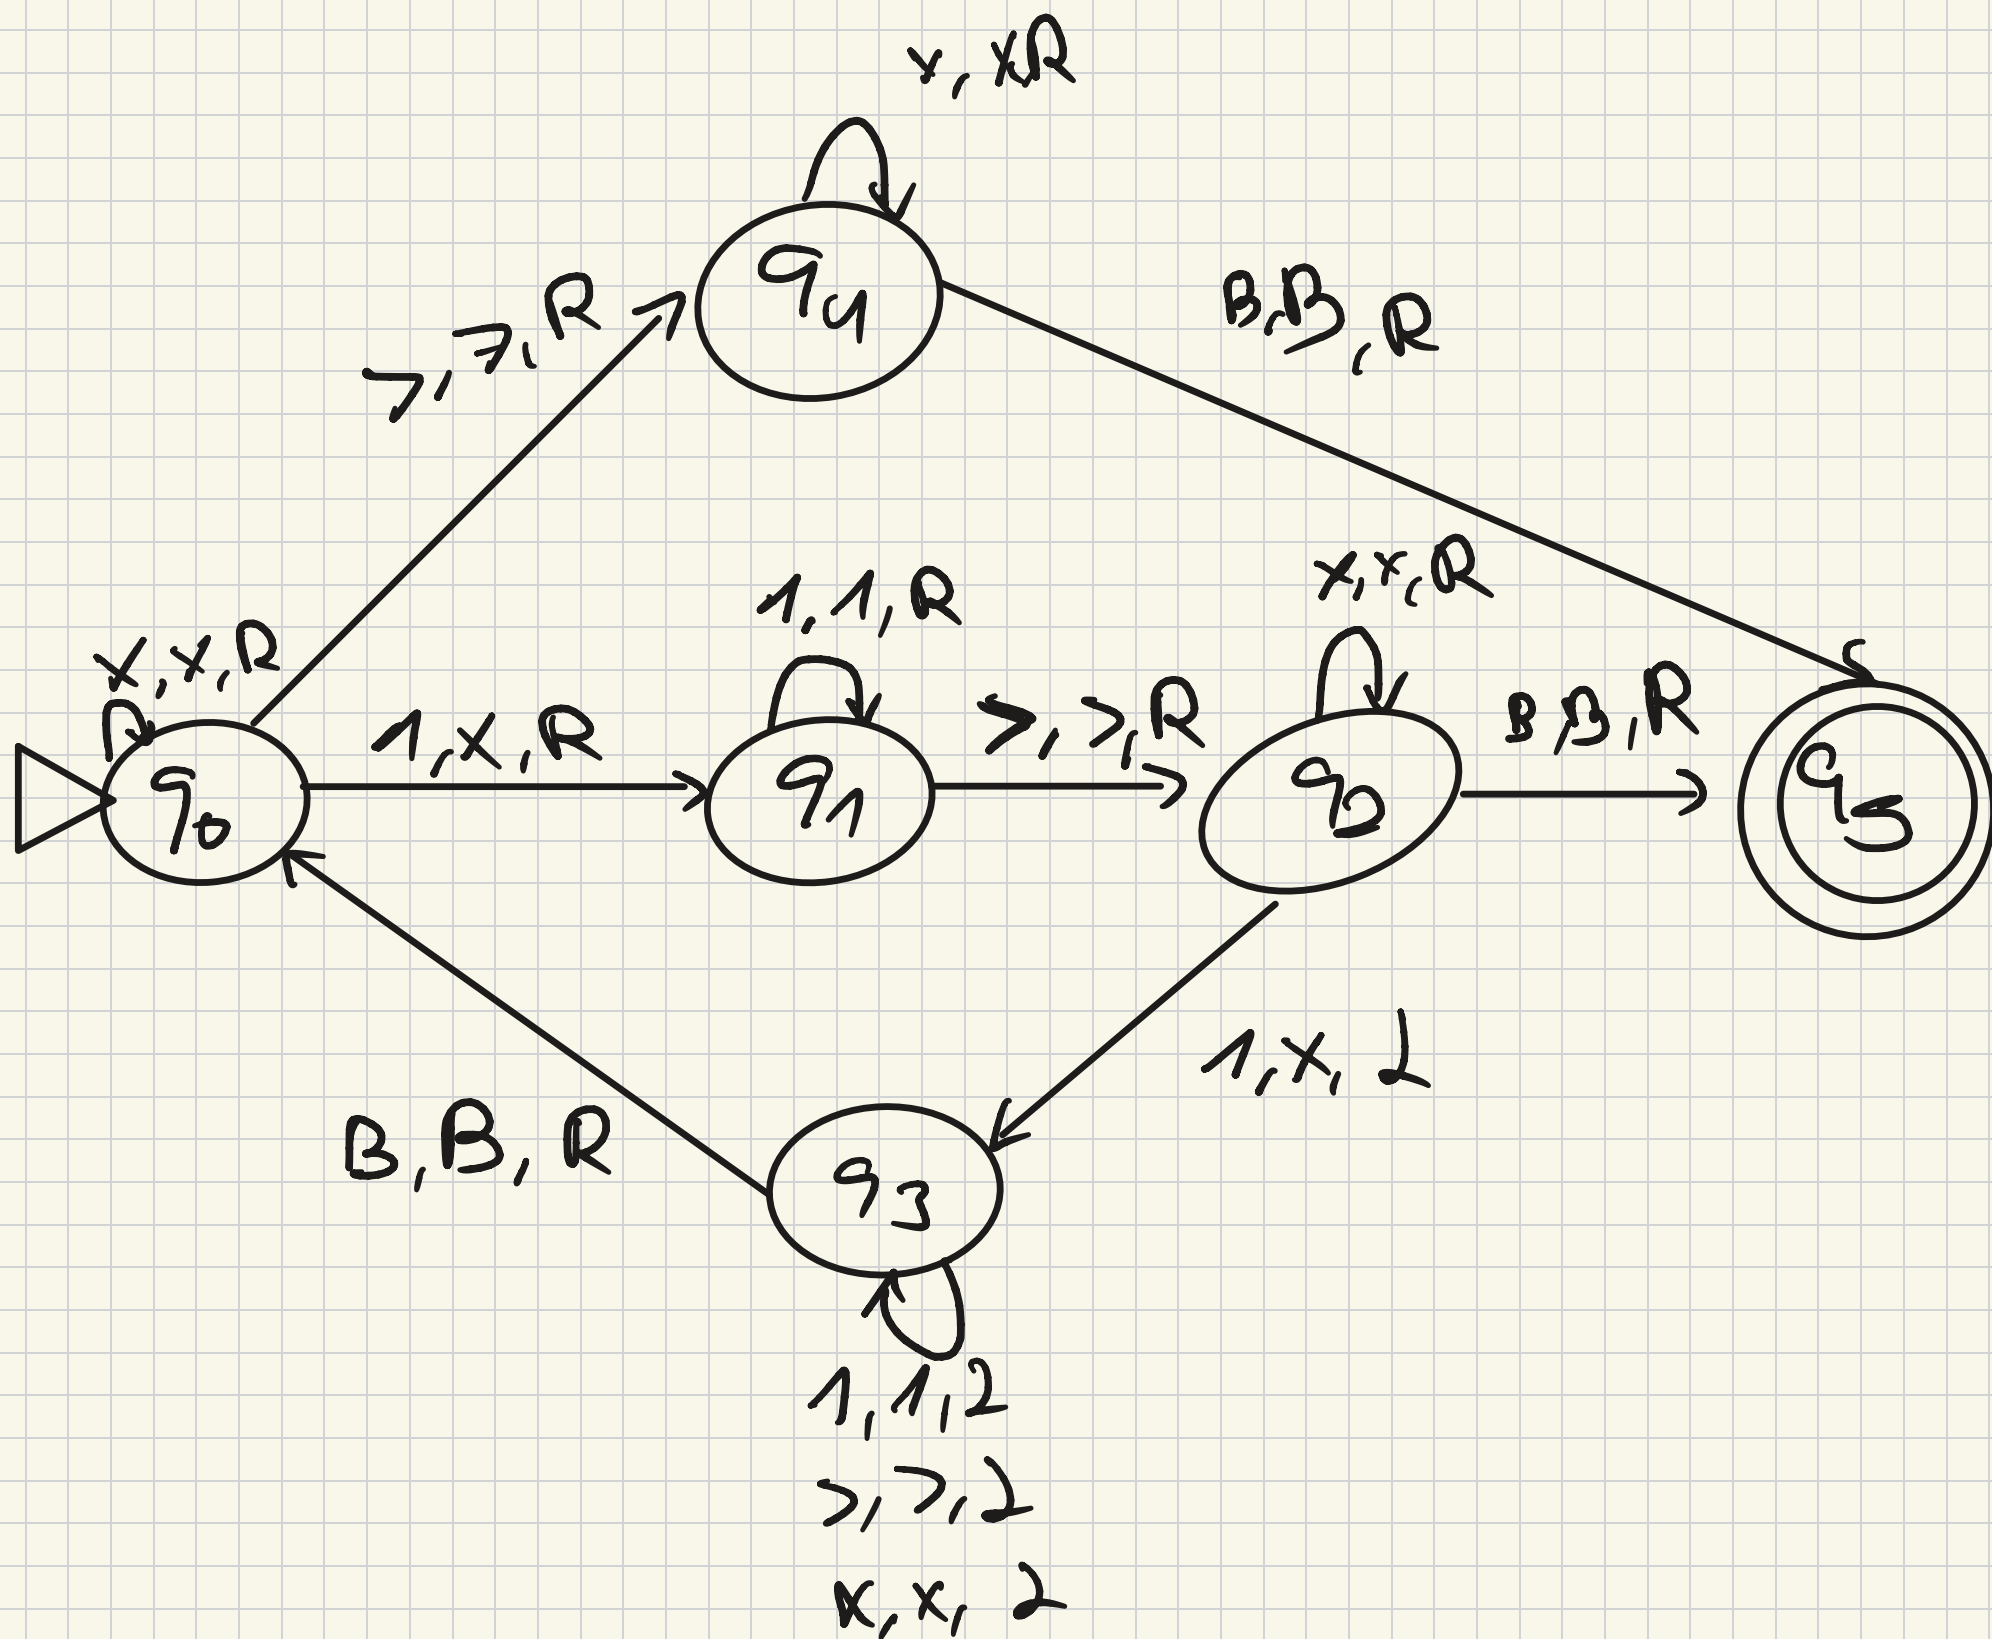 x, x R
q4
>, >, R
B, B, R
x, x, R
1, 1, R
x, x, R
1, x, R
>, >, R
B, B, R
q0
q1
q2
q5
1, x, L
B, B, R
q3
1, 1, L
>, >, L
x, x, L